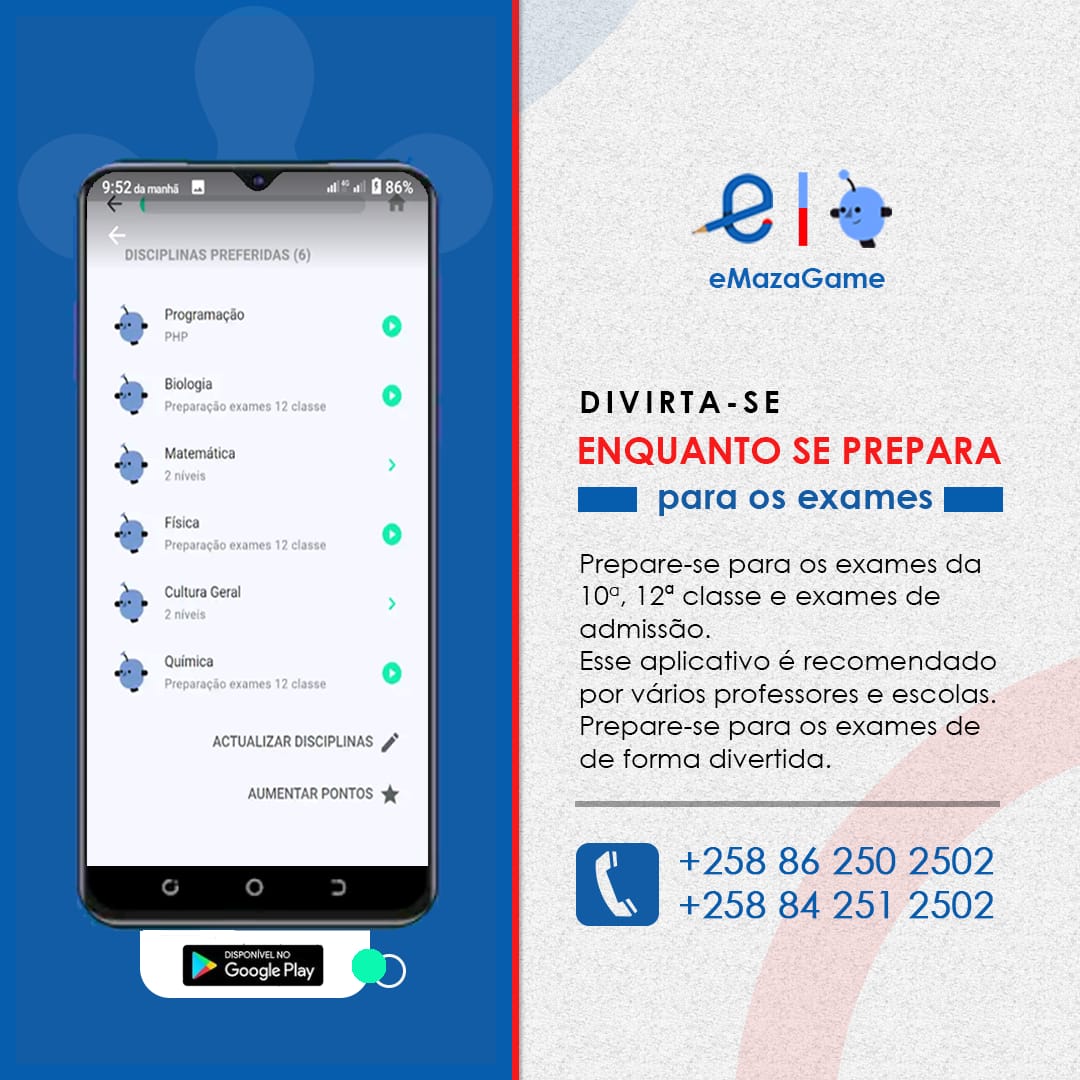 9:52 da manhã
4G
86%
DISCIPLINAS PREFERIDAS (6)
Programação
PHP
Biologia
Preparação exames 12 classe
Matemática
2 níveis
Física
Preparação exames 12 classe
Cultura Geral
2 níveis
Química
Preparação exames 12 classe
ACTUALIZAR DISCIPLINAS
AUMENTAR PONTOS
DISPONÍVEL NO
Google Play
e
eMazaGame
DIVIRTA-SE
ENQUANTO SE PREPARA
para os exames
Prepare-se para os exames da
10ª, 12ª classe e exames de
admissão.
Esse aplicativo é recomendado
por vários professores e escolas.
Prepare-se para os exames de
de forma divertida.
+258 86 250 2502
+258 84 251 2502